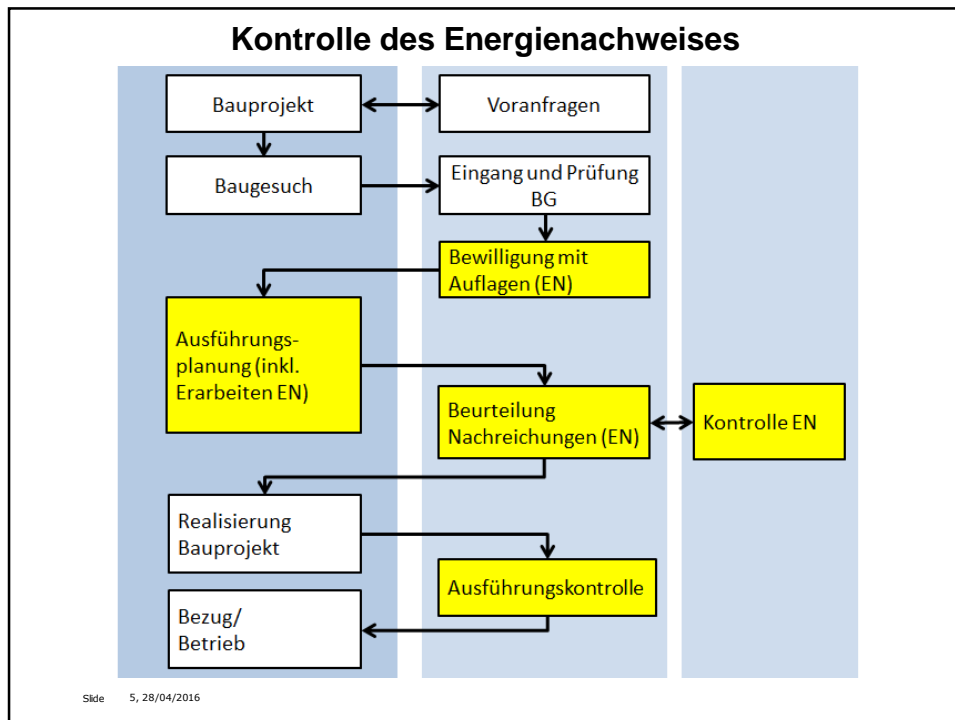 Kontrolle des Energienachweises
Bauprojekt
Voranfragen
Baugesuch
Eingang und Prüfung
BG
Bewilligung mit
Auflagen (EN)
Ausführungs-
planung (inkl.
Erarbeiten EN)
Beurteilung
Nachreichungen (EN)
Kontrolle EN
Realisierung
Bauprojekt
Ausführungskontrolle
Bezug/
Betrieb
Slide 5, 28/04/2016